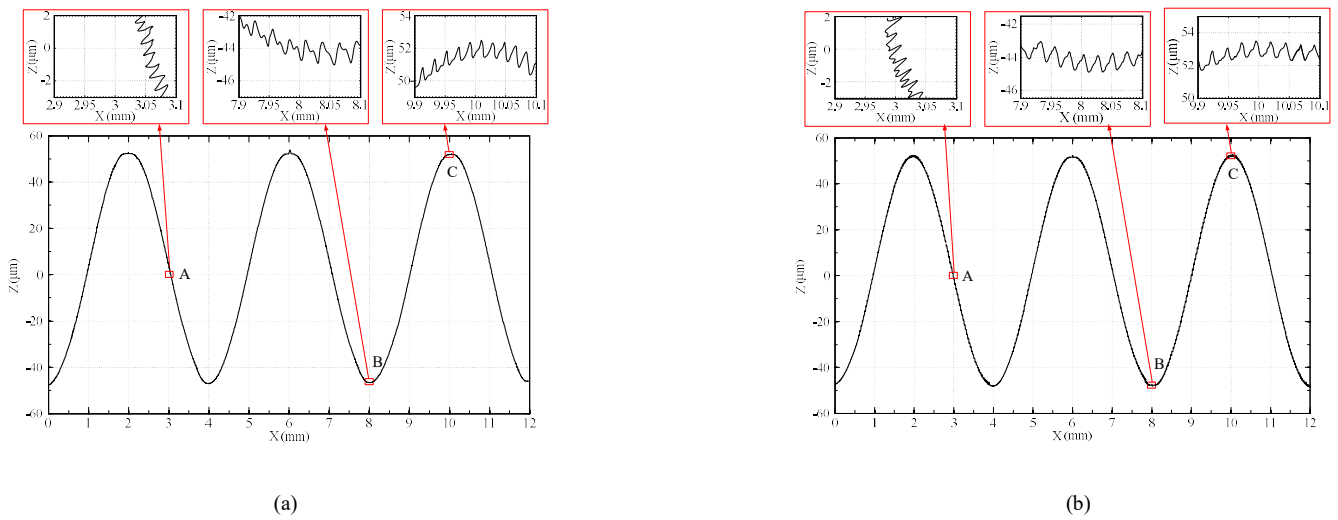 2
0
-2
Z(μm)
2.9 2.95 3 3.05 3.1
X (mm)
-42
-44
-46
Z(μm)
7.9 7.95 8 8.05 8.1
X (mm)
54
52
50
Z(μm)
9.9 9.95 10 10.05 10.1
X (mm)
60
40
20
0
-20
-40
-60
Z(μm)
A
B
C
0 1 2 3 4 5 6 7 8 9 10 11 12
X (mm)
(a)
2
0
-2
Z(μm)
2.9 2.95 3 3.05 3.1
X (mm)
-42
-44
-46
Z(μm)
7.9 7.95 8 8.05 8.1
X (mm)
54
52
50
Z(μm)
9.9 9.95 10 10.05 10.1
X (mm)
60
40
20
0
-20
-40
-60
Z(μm)
A
B
C
0 1 2 3 4 5 6 7 8 9 10 11 12
X (mm)
(b)